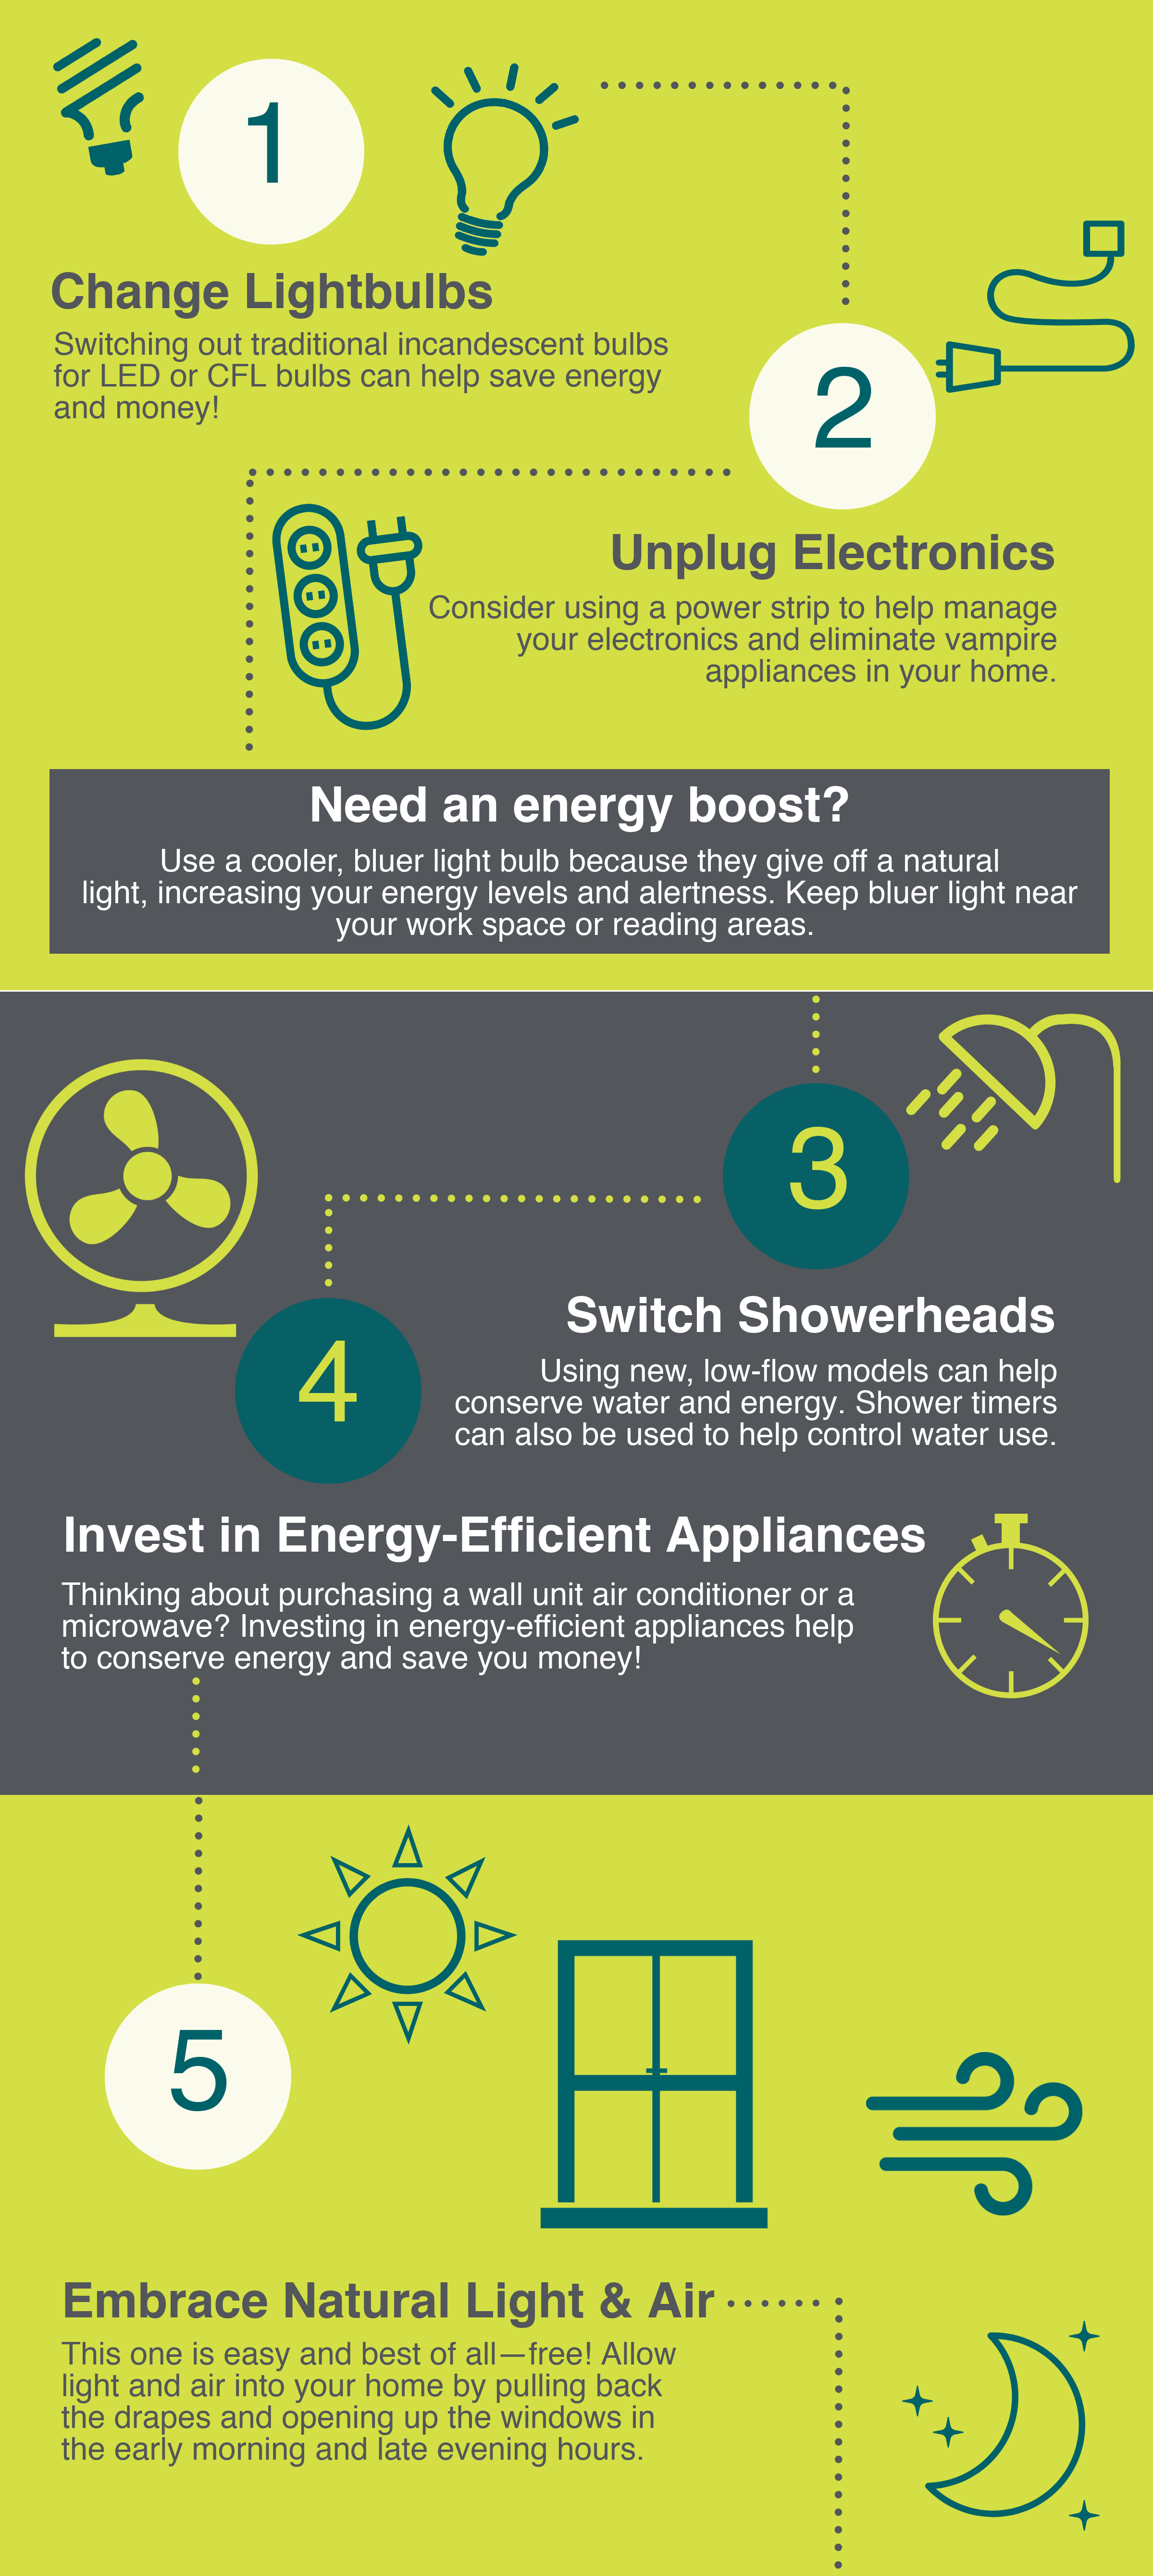 1
Change Lightbulbs
Switching out traditional incandescent bulbs
for LED or CFL bulbs can help save energy
and money!
2
Unplug Electronics
Consider using a power strip to help manage
your electronics and eliminate vampire
appliances in your home.
Need an energy boost?
Use a cooler, bluer light bulb because they give off a natural
light, increasing your energy levels and alertness. Keep bluer light near
your work space or reading areas.
3
Switch Showerheads
Using new, low-flow models can help
conserve water and energy. Shower timers
can also be used to help control water use.
4
Invest in Energy-Efficient Appliances
Thinking about purchasing a wall unit air conditioner or a
microwave? Investing in energy-efficient appliances help
to conserve energy and save you money!
5
Embrace Natural Light & Air
This one is easy and best of all—free! Allow
light and air into your home by pulling back
the drapes and opening up the windows in
the early morning and late evening hours.